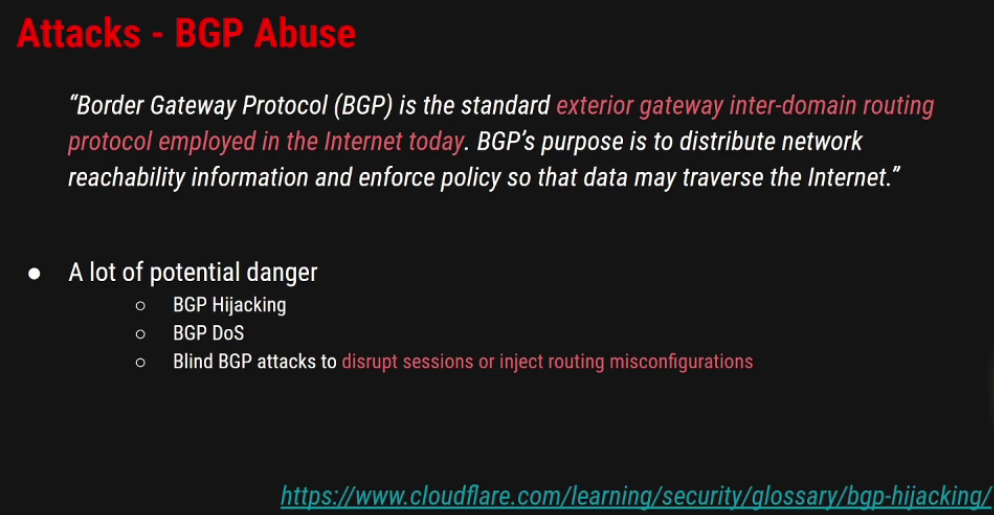 Attacks - BGP Abuse
“Border Gateway Protocol (BGP) is the standard exterior gateway inter-domain routing
protocol employed in the Internet today. BGP’s purpose is to distribute network
reachability information and enforce policy so that data may traverse the Internet.”
● A lot of potential danger
○ BGP Hijacking
○ BGP DoS
○ Blind BGP attacks to disrupt sessions or inject routing misconfigurations
https://www.cloudflare.com/learning/security/glossary/bgp-hijacking/